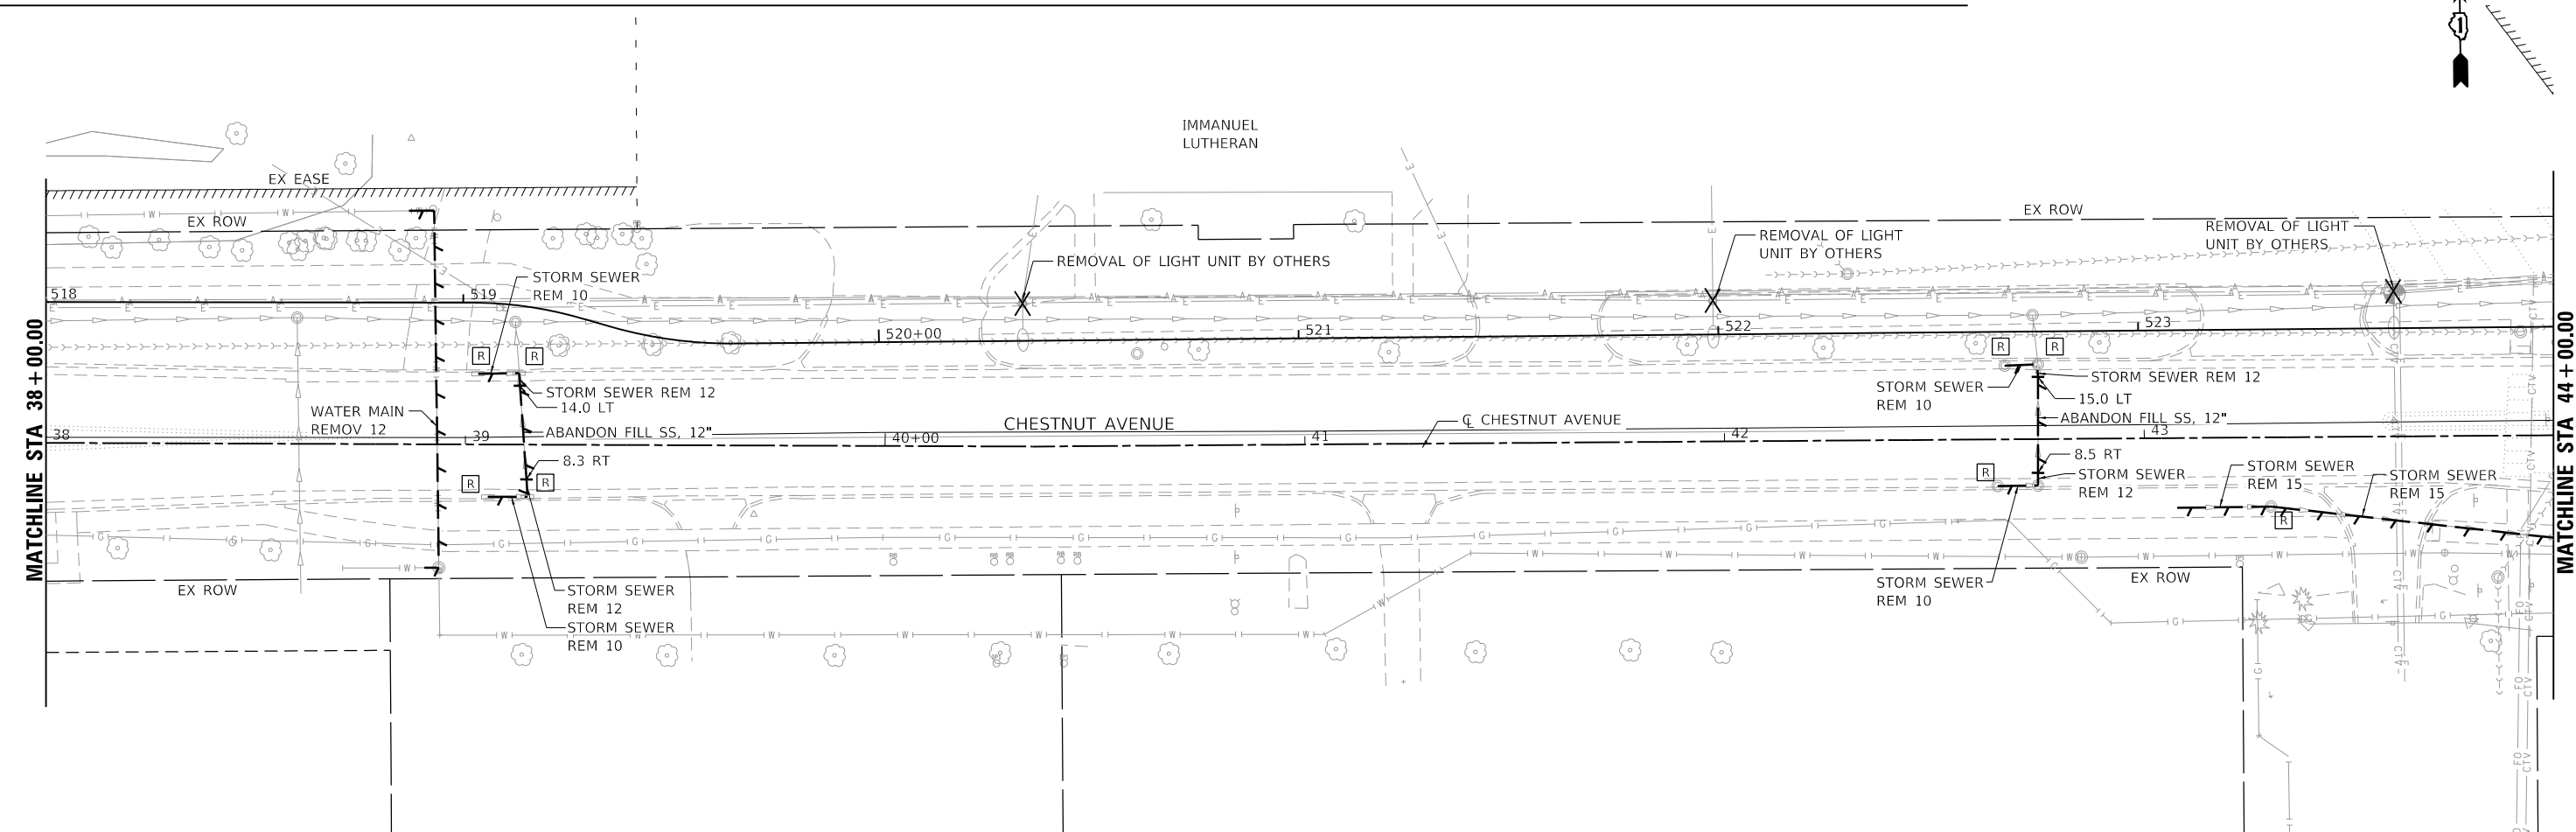 IMMANUEL
LUTHERAN
EX EASE
EX ROW
EX ROW
REMOVAL OF LIGHT
UNIT BY OTHERS
REMOVAL OF LIGHT
UNIT BY OTHERS
REMOVAL OF LIGHT UNIT BY OTHERS
STORM SEWER
REM 10
518
519
520+00
521
522
523
R
R
R
R
STORM SEWER REM 12
14.0 LT
STORM SEWER
REM 10
STORM SEWER REM 12
15.0 LT
WATER MAIN
REMOV 12
ABANDON FILL SS, 12"
CHESTNUT AVENUE
℄ CHESTNUT AVENUE
ABANDON FILL SS, 12"
38
39
40+00
41
42
43
MATCHLINE STA 38+00.00
MATCHLINE STA 44+00.00
8.3 RT
8.5 RT
R
R
R
STORM SEWER
REM 12
STORM SEWER
REM 15
STORM SEWER
REM 15
R
EX ROW
STORM SEWER
REM 12
STORM SEWER
REM 10
STORM SEWER
REM 10
EX ROW